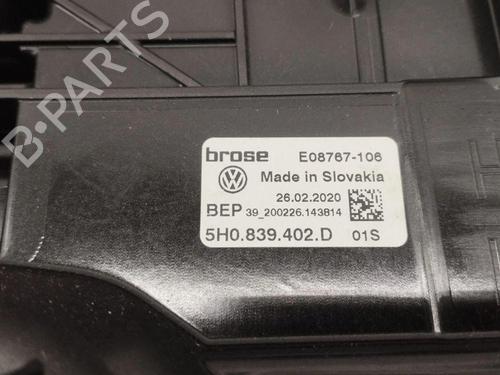 B-PARTS
brose E08767-106
Made in Slovakia
26.02.2020
BEP 39_200226.143814
5H0.839.402.D 01S